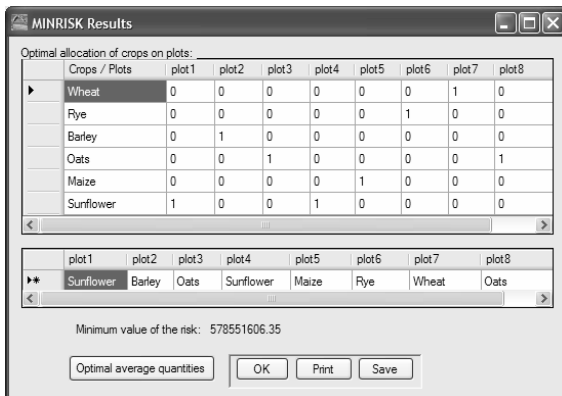 MINRISK Results
Optimal allocation of crops on plots:
Crops / Plots plot1 plot2 plot3 plot4 plot5 plot6 plot7 plot8
Wheat 0 0 0 0 0 0 1 0
Rye 0 0 0 0 0 1 0 0
Barley 0 1 0 0 0 0 0 0
Oats 0 0 1 0 0 0 0 1
Maize 0 0 0 0 1 0 0 0
Sunflower 1 0 0 1 0 0 0 0
plot1 plot2 plot3 plot4 plot5 plot6 plot7 plot8
Sunflower Barley Oats Sunflower Maize Rye Wheat Oats
Minimum value of the risk: 578551606.35
Optimal average quantities OK Print Save